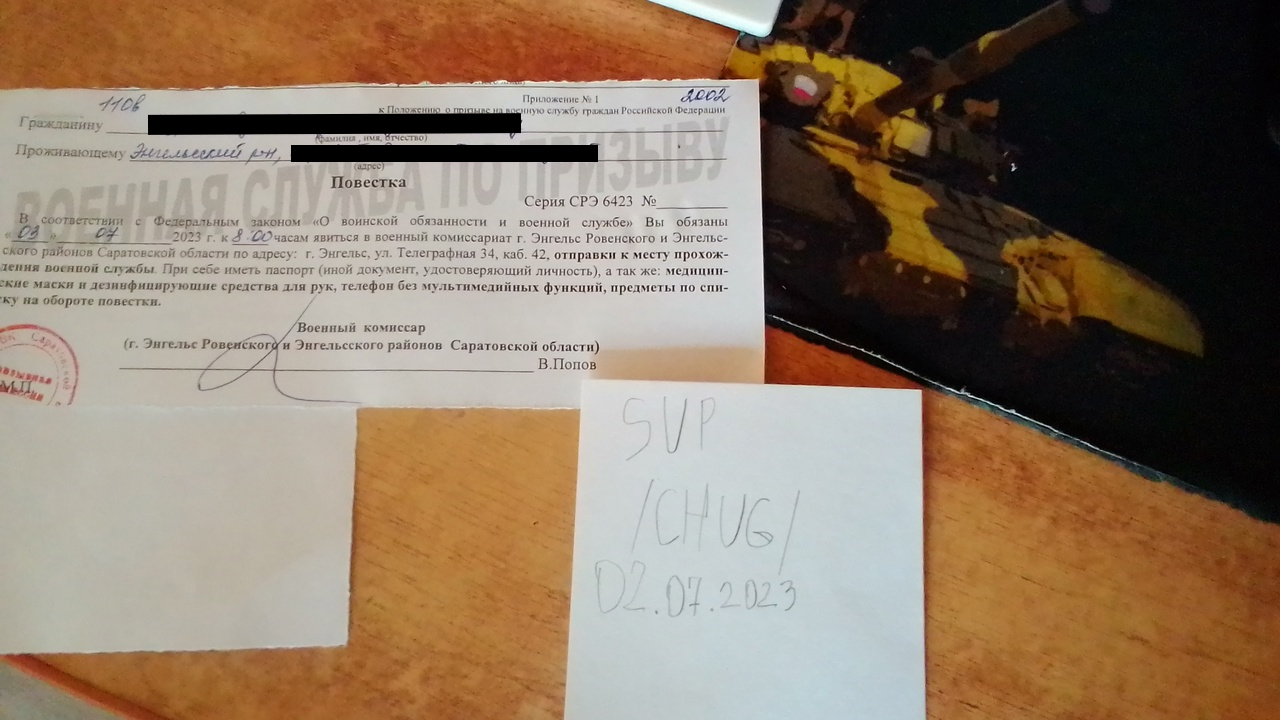 110в
2002
Приложение № 1
к Положению о призыве на военную службу граждан Российской Федерации
Гражданину
(фамилия, имя, отчество)
Проживающему Энгельсский р-н,
(адрес)
ВОЕННАЯ СЛУЖБА ПО ПРИЗЫВУ
Повестка
Серия СРЭ 6423 №
В соответствии с Федеральным законом «О воинской обязанности и военной службе» Вы обязаны
« 03 » 07 2023 г. к 8.00 часам явиться в военный комиссариат г. Энгельс Ровенского и Энгельс-
ского районов Саратовской области по адресу: г. Энгельс, ул. Телеграфная 34, каб. 42, отправки к месту прохож-
дения военной службы. При себе иметь паспорт (иной документ, удостоверяющий личность), а так же: медицин-
ские маски и дезинфицирующие средства для рук, телефон без мультимедийных функций, предметы по спи-
ску на обороте повестки.
Военный комиссар
(г. Энгельс Ровенского и Энгельсского районов Саратовской области)
В.Попов
М.П.
Саратовской
SVP
/CHUG/
02.07.2023